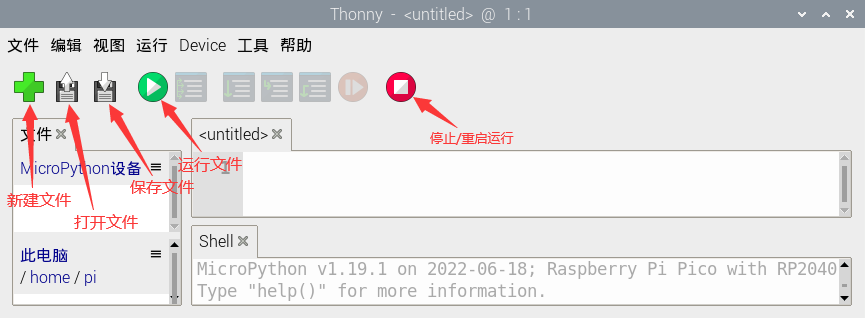 Thonny - <untitled> @ 1 : 1
文件 编辑 视图 运行 Device 工具 帮助
停止/重启运行
文件
<untitled>
MicroPython设备
运行文件
1
保存文件
新建文件
打开文件
此电脑
/ home / pi
Shell
MicroPython v1.19.1 on 2022-06-18; Raspberry Pi Pico with RP2040
Type "help()" for more information.